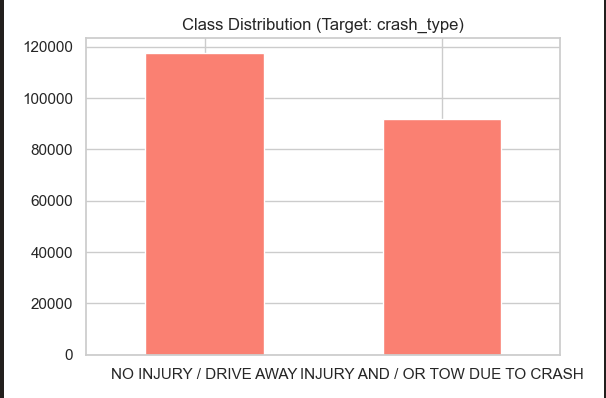 Class Distribution (Target: crash_type)
120000
100000
80000
60000
40000
20000
0
NO INJURY / DRIVE AWAY
INJURY AND / OR TOW DUE TO CRASH